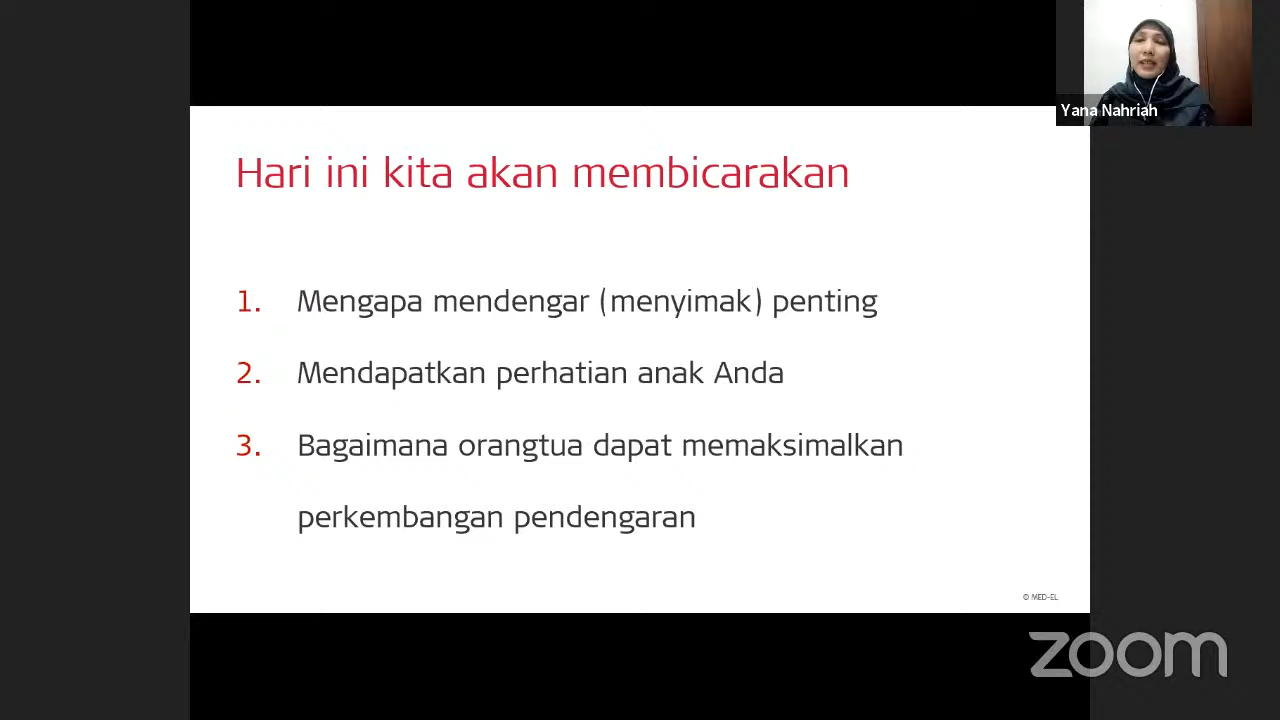 Yana Nahriah
Hari ini kita akan membicarakan
1. Mengapa mendengar (menyimak) penting
2. Mendapatkan perhatian anak Anda
3. Bagaimana orangtua dapat memaksimalkan
perkembangan pendengaran
© MED-EL
zoom